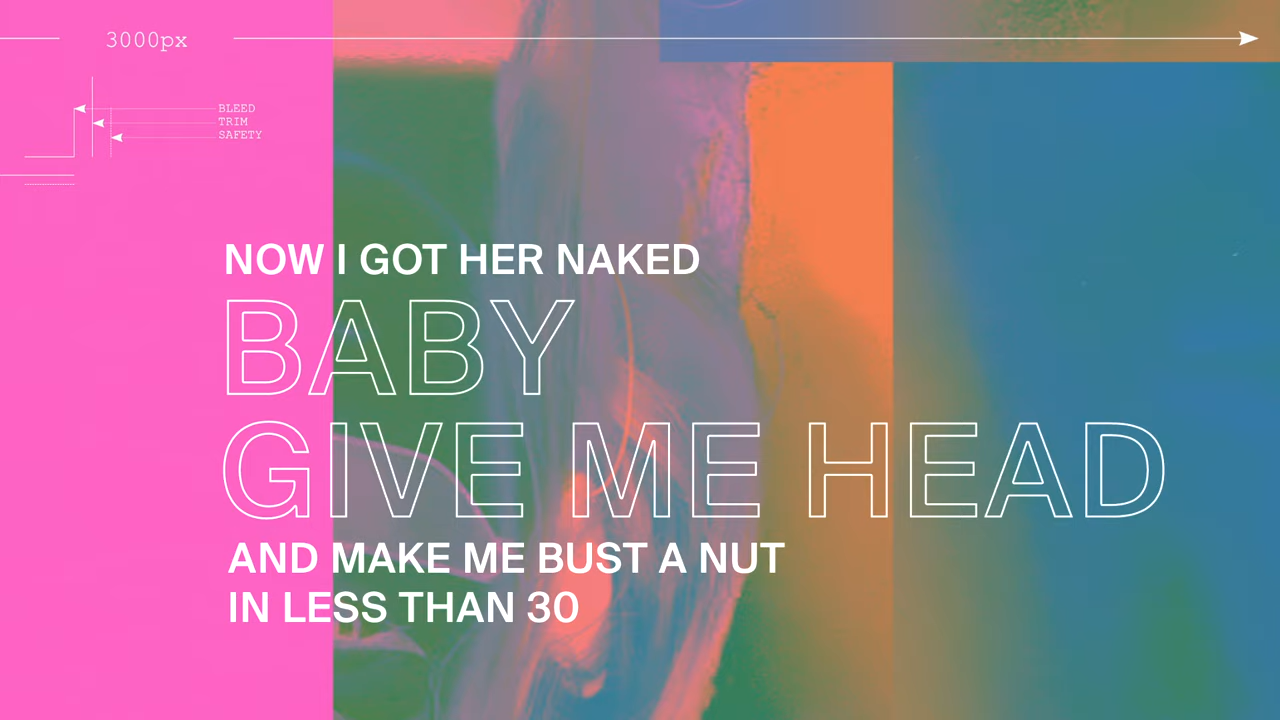 3000px
BLEED
TRIM
SAFETY
NOW I GOT HER NAKED
BABY
GIVE ME HEAD
AND MAKE ME BUST A NUT
IN LESS THAN 30